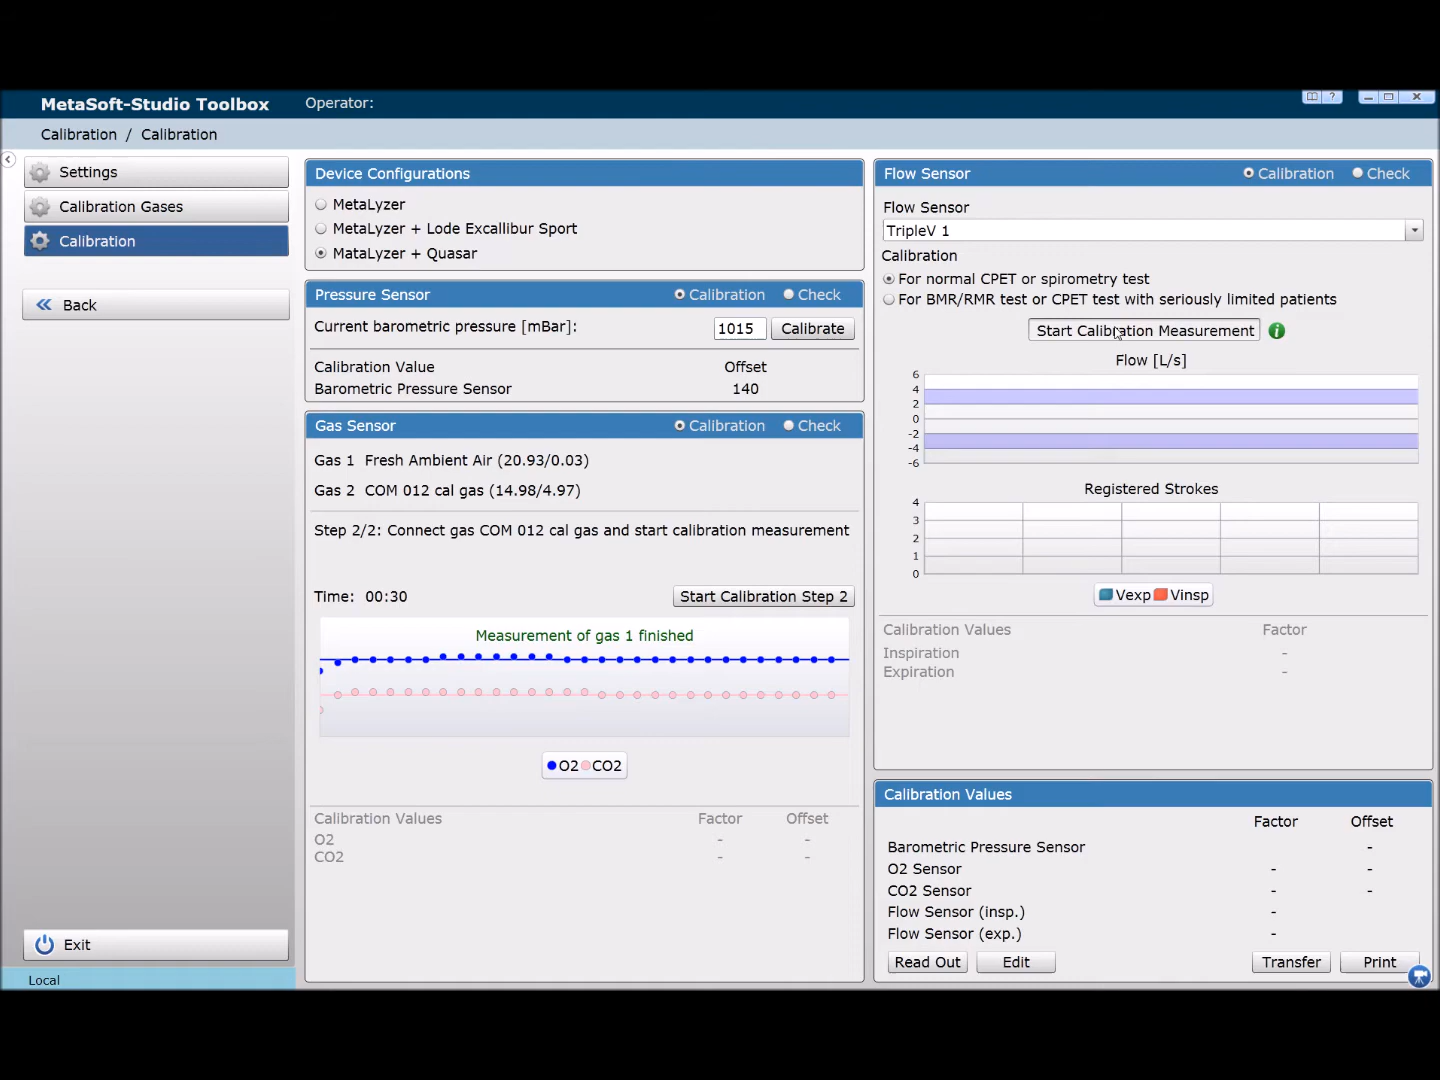 MetaSoft-Studio Toolbox
Operator:
Calibration / Calibration
Settings
Calibration Gases
Calibration
Back
Exit
Local
Device Configurations
MetaLyzer
MetaLyzer + Lode Excallibur Sport
MataLyzer + Quasar
Pressure Sensor
Calibration
Check
Current barometric pressure [mBar]:
1015
Calibrate
Calibration Value
Offset
Barometric Pressure Sensor
140
Gas Sensor
Calibration
Check
Gas 1 Fresh Ambient Air (20.93/0.03)
Gas 2 COM 012 cal gas (14.98/4.97)
Step 2/2: Connect gas COM 012 cal gas and start calibration measurement
Time: 00:30
Start Calibration Step 2
Measurement of gas 1 finished
O2 CO2
Calibration Values Factor Offset
O2 - -
CO2 - -
Flow Sensor
Calibration
Check
Flow Sensor
TripleV 1
Calibration
For normal CPET or spirometry test
For BMR/RMR test or CPET test with seriously limited patients
Start Calibration Measurement
i
Flow [L/s]
6
4
2
0
-2
-4
-6
Registered Strokes
4
3
2
1
0
Vexp Vinsp
Calibration Values Factor
Inspiration -
Expiration -
Calibration Values
Factor Offset
Barometric Pressure Sensor -
O2 Sensor - -
CO2 Sensor - -
Flow Sensor (insp.) -
Flow Sensor (exp.) -
Read Out
Edit
Transfer
Print